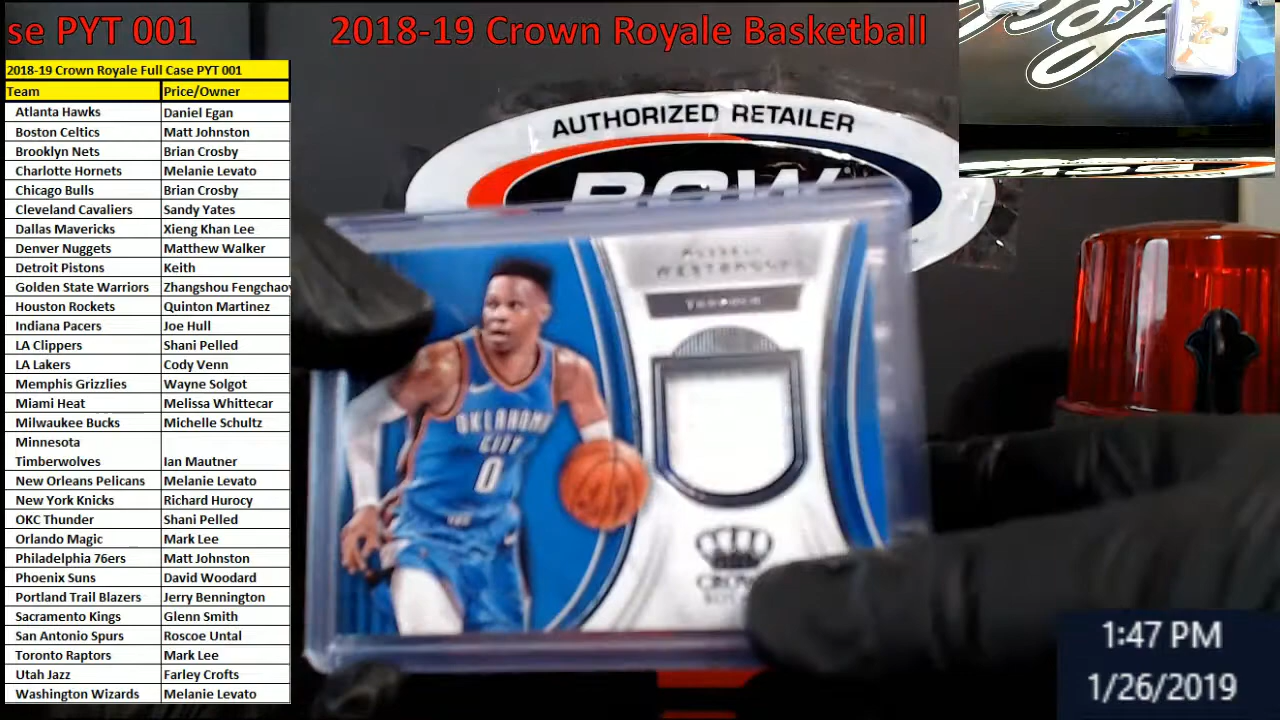 se PYT 001
2018-19 Crown Royale Basketball
2018-19 Crown Royale Full Case PYT 001
Team Price/Owner
Atlanta Hawks Daniel Egan
Boston Celtics Matt Johnston
Brooklyn Nets Brian Crosby
Charlotte Hornets Melanie Levato
Chicago Bulls Brian Crosby
Cleveland Cavaliers Sandy Yates
Dallas Mavericks Xieng Khan Lee
Denver Nuggets Matthew Walker
Detroit Pistons Keith
Golden State Warriors Zhangshou Fengchaov
Houston Rockets Quinton Martinez
Indiana Pacers Joe Hull
LA Clippers Shani Pelled
LA Lakers Cody Venn
Memphis Grizzlies Wayne Solgot
Miami Heat Melissa Whittecar
Milwaukee Bucks Michelle Schultz
Minnesota
Timberwolves Ian Mautner
New Orleans Pelicans Melanie Levato
New York Knicks Richard Hurocy
OKC Thunder Shani Pelled
Orlando Magic Mark Lee
Philadelphia 76ers Matt Johnston
Phoenix Suns David Woodard
Portland Trail Blazers Jerry Bennington
Sacramento Kings Glenn Smith
San Antonio Spurs Roscoe Untal
Toronto Raptors Mark Lee
Utah Jazz Farley Crofts
Washington Wizards Melanie Levato
AUTHORIZED RETAILER
BCW
RUSSELL
WESTBROOK
THUNDER
OKLAHOMA
CITY
0
CROWN
ROYALE
1:47 PM
1/26/2019